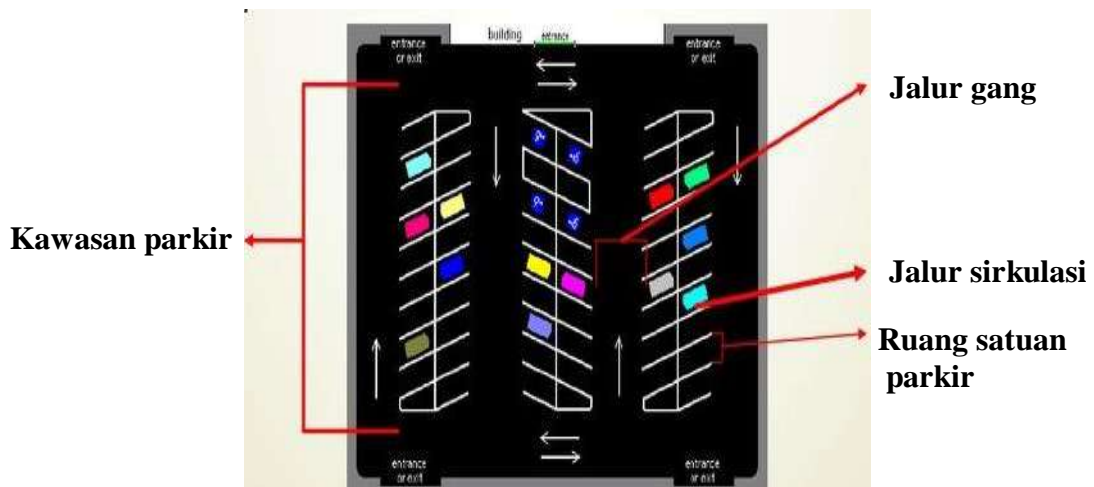 building
entrance
entrance
or exit
entrance
or exit
Jalur gang
Kawasan parkir
Jalur sirkulasi
Ruang satuan
parkir
entrance
or exit
entrance
or exit